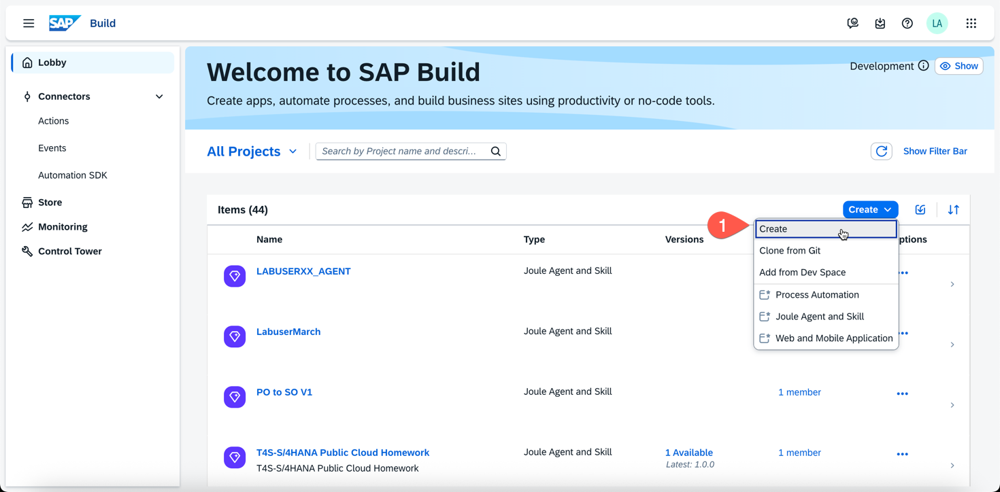 SAP Build
LA
Lobby
Connectors
Actions
Events
Automation SDK
Store
Monitoring
Control Tower
Welcome to SAP Build
Create apps, automate processes, and build business sites using productivity or no-code tools.
Development
Show
All Projects
Search by Project name and descri...
Show Filter Bar
Items (44)
Create
1
Create
Clone from Git
Add from Dev Space
Process Automation
Joule Agent and Skill
Web and Mobile Application
Name Type Versions ptions
LABUSERXX_AGENT Joule Agent and Skill
LabuserMarch Joule Agent and Skill
PO to SO V1 Joule Agent and Skill 1 member
T4S-S/4HANA Public Cloud Homework Joule Agent and Skill 1 Available 1 member
T4S-S/4HANA Public Cloud Homework Latest: 1.0.0